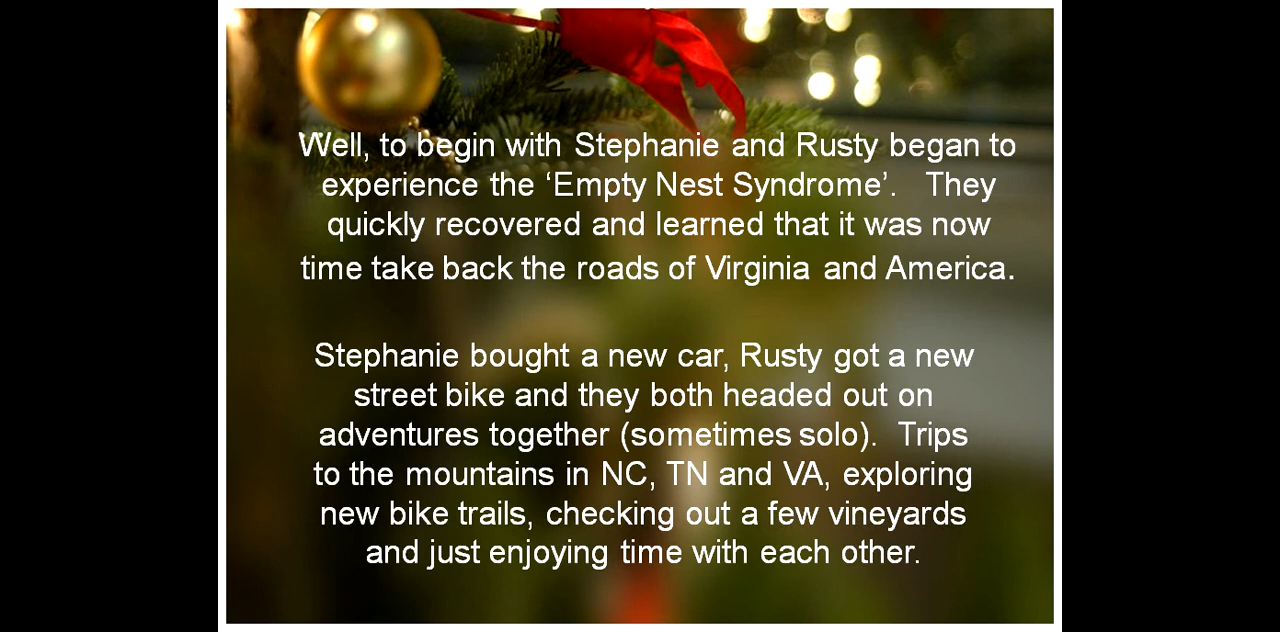 Well, to begin with Stephanie and Rusty began to
experience the ‘Empty Nest Syndrome’.   They
quickly recovered and learned that it was now
time take back the roads of Virginia and America.
Stephanie bought a new car, Rusty got a new
street bike and they both headed out on
adventures together (sometimes solo).  Trips
to the mountains in NC, TN and VA, exploring
new bike trails, checking out a few vineyards
and just enjoying time with each other.